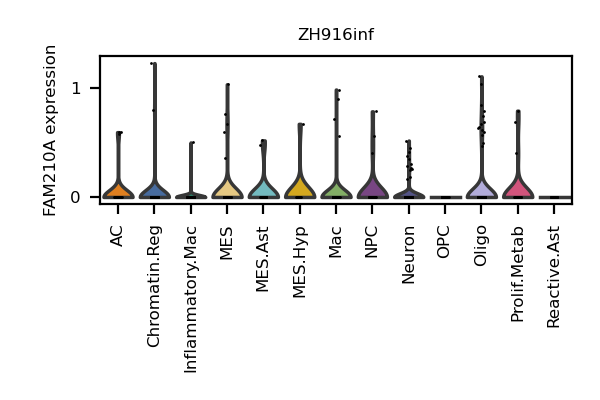 ZH916inf
FAM210A expression
1
0
AC
Chromatin.Reg
Inflammatory.Mac
MES
MES.Ast
MES.Hyp
Mac
NPC
Neuron
OPC
Oligo
Prolif.Metab
Reactive.Ast